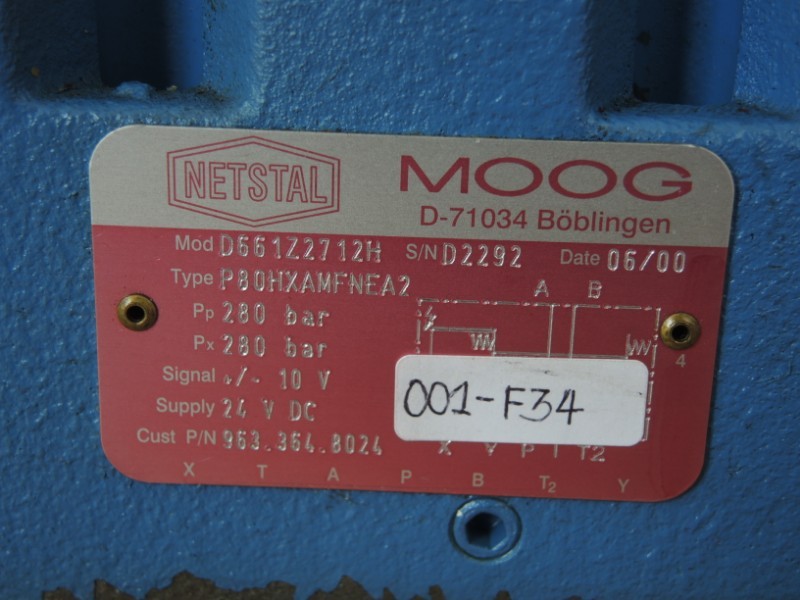 NETSTAL MOOG
D-71034 Böblingen
Mod D661Z2712H S/N D2292 Date 06/00
Type P80HXAMFNEA2 A B
Pp 280 bar
Px 280 bar 4
Signal +/- 10 V
Supply 24 V DC 001-F34
Cust P/N 963.364.8024 X Y P T T2
X T A P B T2 Y